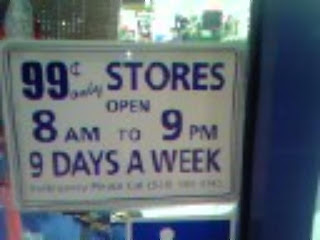 99¢ only STORES
OPEN
8 AM TO 9 PM
9 DAYS A WEEK